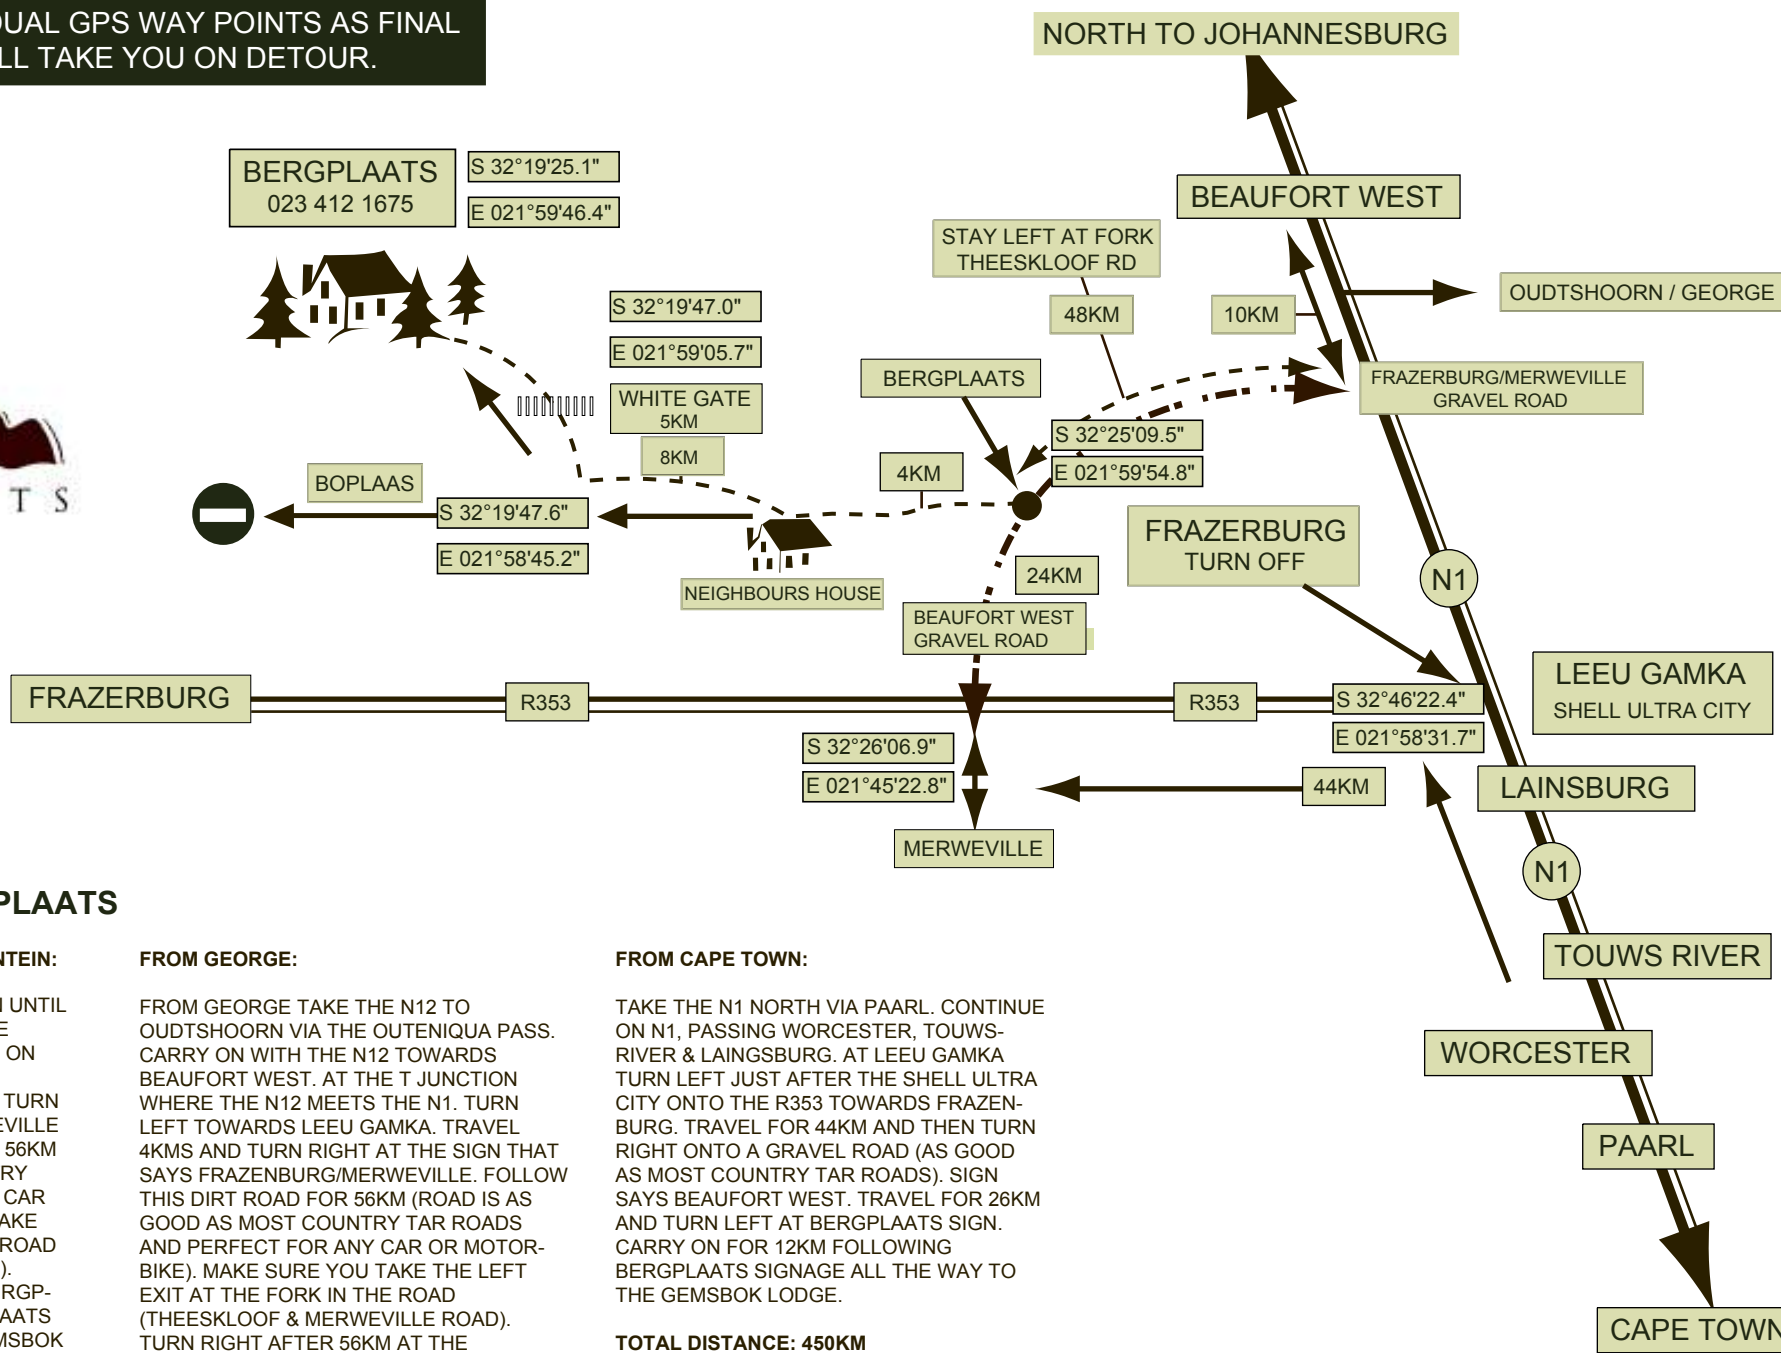 DUAL GPS WAY POINTS AS FINAL
LL TAKE YOU ON DETOUR.
NORTH TO JOHANNESBURG
BERGPLAATS
023 412 1675
S 32°19'25.1"
E 021°59'46.4"
BEAUFORT WEST
STAY LEFT AT FORK
THEESKLOOF RD
48KM
10KM
OUDTSHOORN / GEORGE
S 32°19'47.0"
E 021°59'05.7"
WHITE GATE
5KM
8KM
BERGPLAATS
FRAZERBURG/MERWEVILLE
GRAVEL ROAD
S 32°25'09.5"
E 021°59'54.8"
4KM
BOPLAAS
S 32°19'47.6"
E 021°58'45.2"
T S
NEIGHBOURS HOUSE
24KM
BEAUFORT WEST
GRAVEL ROAD
FRAZERBURG
TURN OFF
N1
FRAZERBURG
R353
R353
S 32°46'22.4"
E 021°58'31.7"
LEEU GAMKA
SHELL ULTRA CITY
S 32°26'06.9"
E 021°45'22.8"
44KM
LAINSBURG
MERWEVILLE
N1
TOUWS RIVER
WORCESTER
PAARL
CAPE TOWN
PLAATS
NTEIN:
N UNTIL
E
ON
TURN
EVILLE
56KM
RY
CAR
AKE
ROAD
).
RGP-
AATS
MSBOK
FROM GEORGE:
FROM GEORGE TAKE THE N12 TO
OUDTSHOORN VIA THE OUTENIQUA PASS.
CARRY ON WITH THE N12 TOWARDS
BEAUFORT WEST. AT THE T JUNCTION
WHERE THE N12 MEETS THE N1. TURN
LEFT TOWARDS LEEU GAMKA. TRAVEL
4KMS AND TURN RIGHT AT THE SIGN THAT
SAYS FRAZENBURG/MERWEVILLE. FOLLOW
THIS DIRT ROAD FOR 56KM (ROAD IS AS
GOOD AS MOST COUNTRY TAR ROADS
AND PERFECT FOR ANY CAR OR MOTOR-
BIKE). MAKE SURE YOU TAKE THE LEFT
EXIT AT THE FORK IN THE ROAD
(THEESKLOOF & MERWEVILLE ROAD).
TURN RIGHT AFTER 56KM AT THE
FROM CAPE TOWN:
TAKE THE N1 NORTH VIA PAARL. CONTINUE
ON N1, PASSING WORCESTER, TOUWS-
RIVER & LAINGSBURG. AT LEEU GAMKA
TURN LEFT JUST AFTER THE SHELL ULTRA
CITY ONTO THE R353 TOWARDS FRAZEN-
BURG. TRAVEL FOR 44KM AND THEN TURN
RIGHT ONTO A GRAVEL ROAD (AS GOOD
AS MOST COUNTRY TAR ROADS). SIGN
SAYS BEAUFORT WEST. TRAVEL FOR 26KM
AND TURN LEFT AT BERGPLAATS SIGN.
CARRY ON FOR 12KM FOLLOWING
BERGPLAATS SIGNAGE ALL THE WAY TO
THE GEMSBOK LODGE.
TOTAL DISTANCE: 450KM